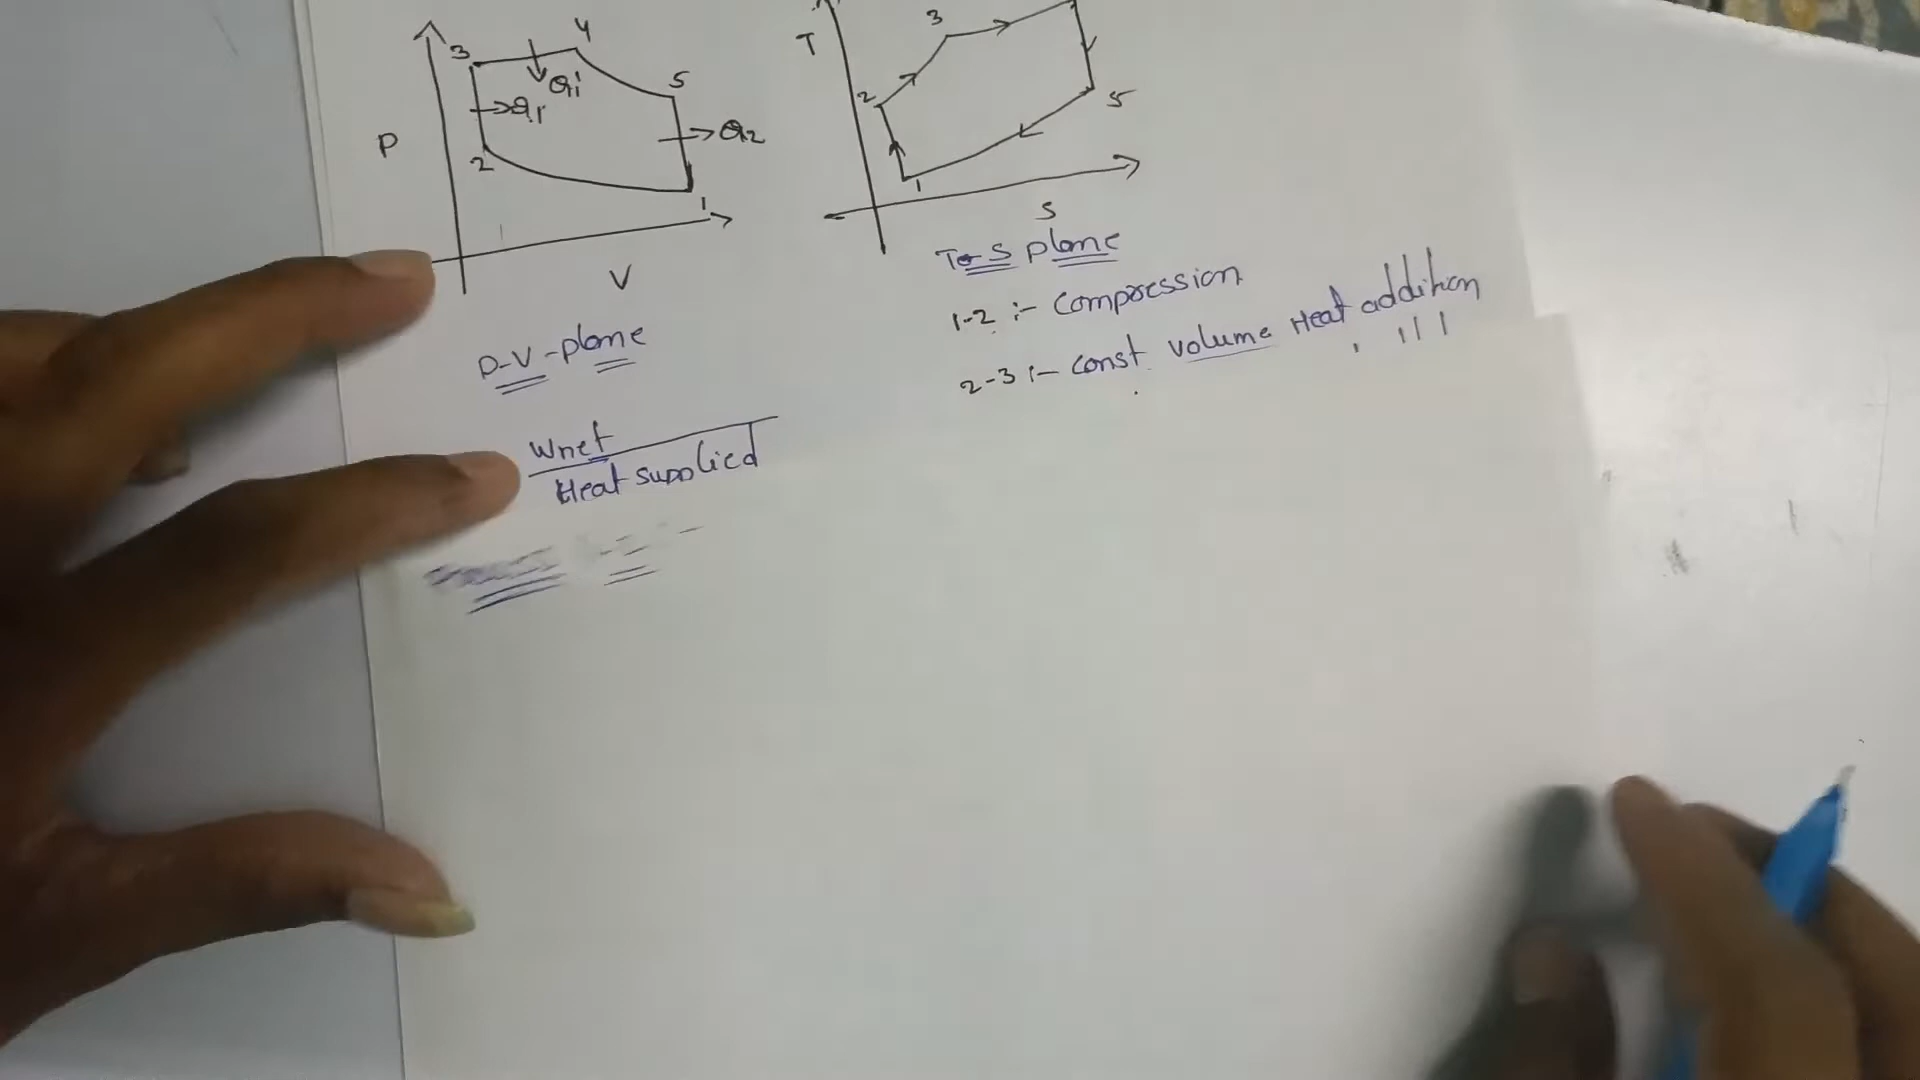 P
3
4
Q1
Q1
5
Q2
2
1
V
P-V-plane
Wnet
Heat supplied
T
3
2
5
1
S
T-S plane
1-2 :- Compression
2-3 :- const volume Heat addition